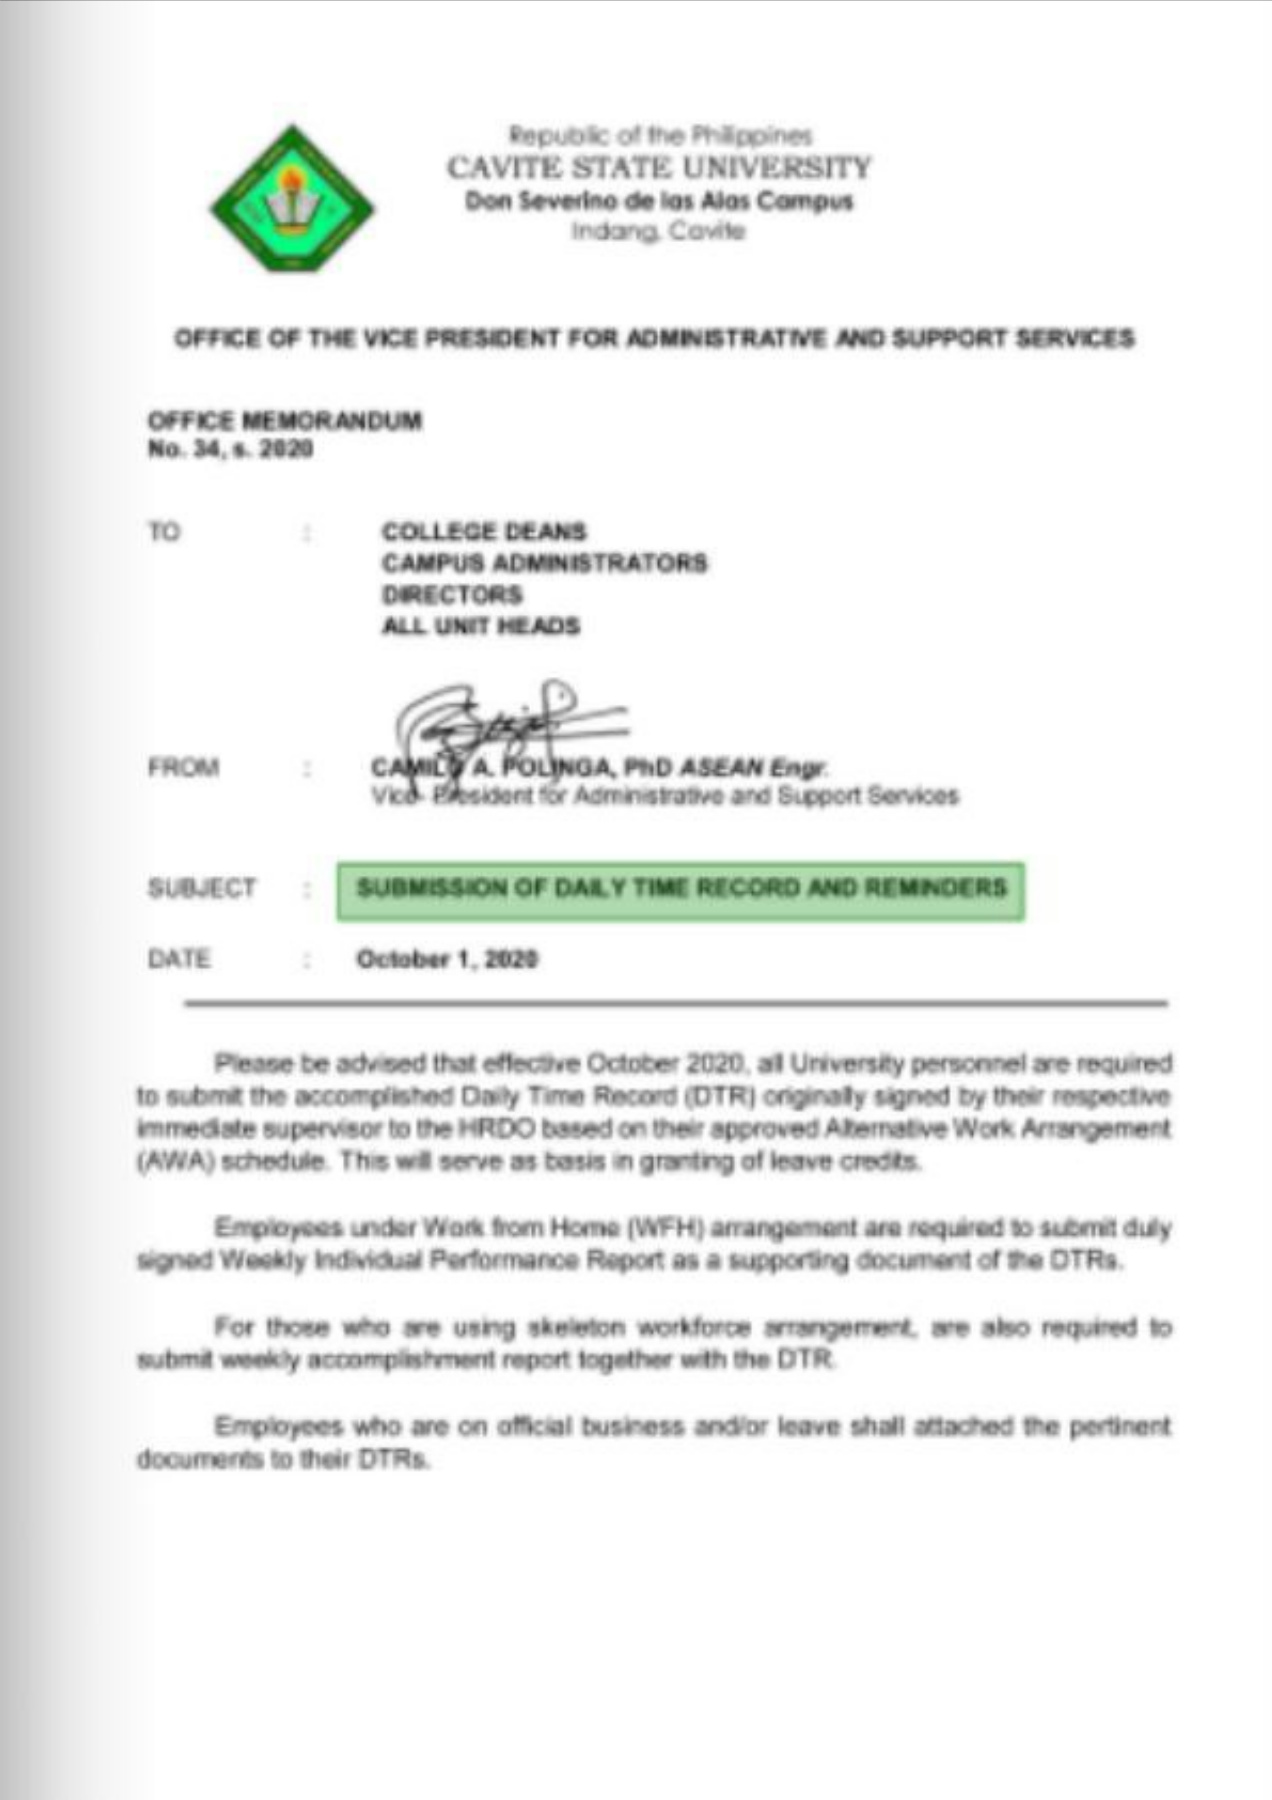 Republic of the Philippines
CAVITE STATE UNIVERSITY
Don Severino de las Alas Campus
Indang, Cavite
OFFICE OF THE VICE PRESIDENT FOR ADMINISTRATIVE AND SUPPORT SERVICES
OFFICE MEMORANDUM
No. 34, s. 2020
TO : COLLEGE DEANS
CAMPUS ADMINISTRATORS
DIRECTORS
ALL UNIT HEADS
FROM : CAMILO A. POLINGA, PhD ASEAN Engr.
Vice- President for Administrative and Support Services
SUBJECT : SUBMISSION OF DAILY TIME RECORD AND REMINDERS
DATE : October 1, 2020
Please be advised that effective October 2020, all University personnel are required
to submit the accomplished Daily Time Record (DTR) originally signed by their respective
immediate supervisor to the HRDO based on their approved Alternative Work Arrangement
(AWA) schedule. This will serve as basis in granting of leave credits.
Employees under Work from Home (WFH) arrangement are required to submit duly
signed Weekly Individual Performance Report as a supporting document of the DTRs.
For those who are using skeleton workforce arrangement, are also required to
submit weekly accomplishment report together with the DTR.
Employees who are on official business and/or leave shall attached the pertinent
documents to their DTRs.